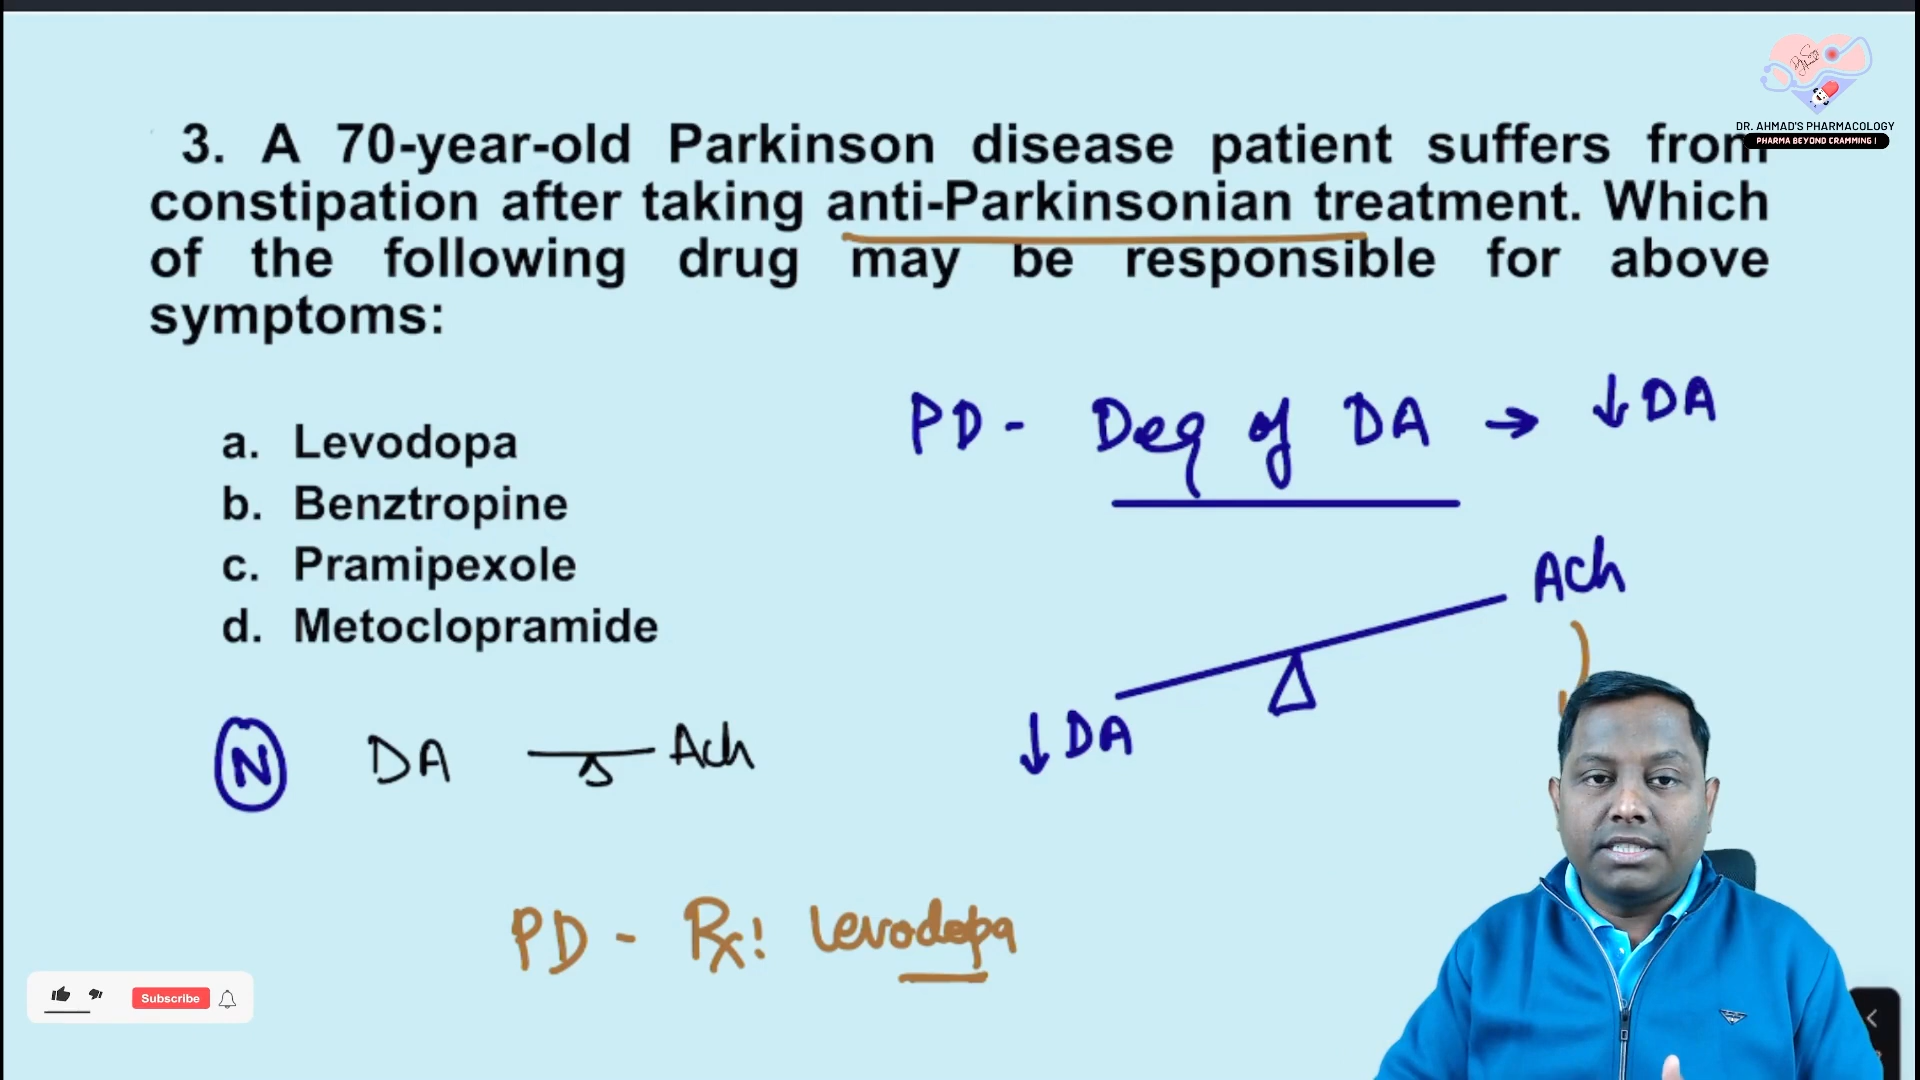 DR. AHMAD'S PHARMACOLOGY
PHARMA BEYOND CRAMMING !
3. A 70-year-old Parkinson disease patient suffers from
constipation after taking anti-Parkinsonian treatment. Which
of the following drug may be responsible for above
symptoms:
a. Levodopa
b. Benztropine
c. Pramipexole
d. Metoclopramide
PD - Deg of DA → ↓DA
Ach
↓DA
N DA Ach
PD - Rx: Levodopa
Subscribe